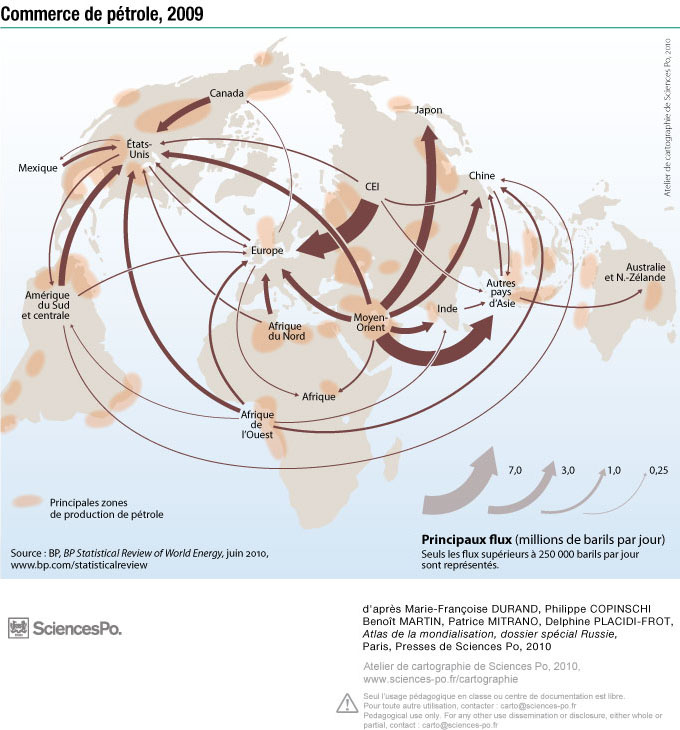 Commerce de pétrole, 2009
Atelier de cartographie de Sciences Po, 2010
Canada
Japon
États-
Unis
Mexique
CEI
Chine
Europe
Australie
et N.-Zélande
Autres
pays
d'Asie
Amérique
du Sud
et centrale
Inde
Moyen-
Orient
Afrique
du Nord
Afrique
Afrique
de
l'Ouest
7,0
3,0
1,0
0,25
Principales zones
de production de pétrole
Principaux flux (millions de barils par jour)
Seuls les flux supérieurs à 250 000 barils par jour
sont représentés.
Source : BP, BP Statistical Review of World Energy, juin 2010,
www.bp.com/statisticalreview
SciencesPo.
d'après Marie-Françoise DURAND, Philippe COPINSCHI
Benoît MARTIN, Patrice MITRANO, Delphine PLACIDI-FROT,
Atlas de la mondialisation, dossier spécial Russie,
Paris, Presses de Sciences Po, 2010
Atelier de cartographie de Sciences Po, 2010,
www.sciences-po.fr/cartographie
Seul l'usage pédagogique en classe ou centre de documentation est libre.
Pour toute autre utilisation, contacter : carto@sciences-po.fr
Pedagogical use only. For any other use dissemination or disclosure, either whole or
partial, contact : carto@sciences-po.fr